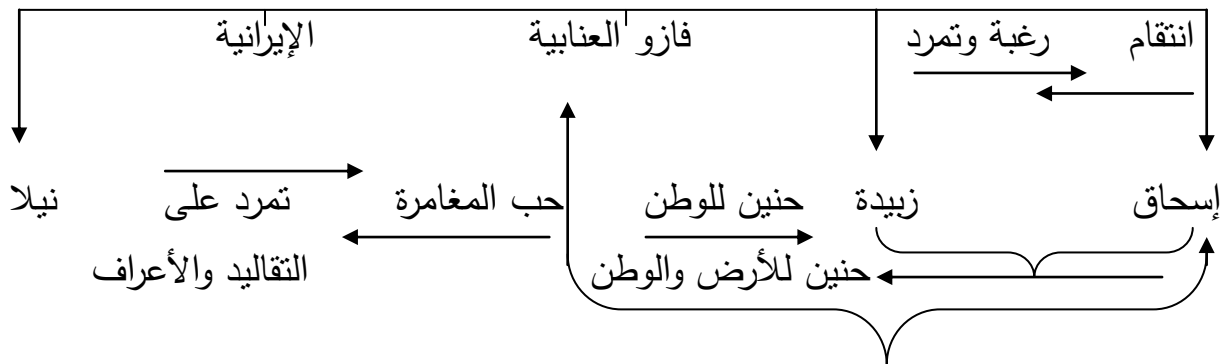 انتقام رغبة وتمرد فازو العنابية الإيرانية
إسحاق زبيدة حنين للوطن حب المغامرة تمرد على نيلا
حنين للأرض والوطن التقاليد والأعراف